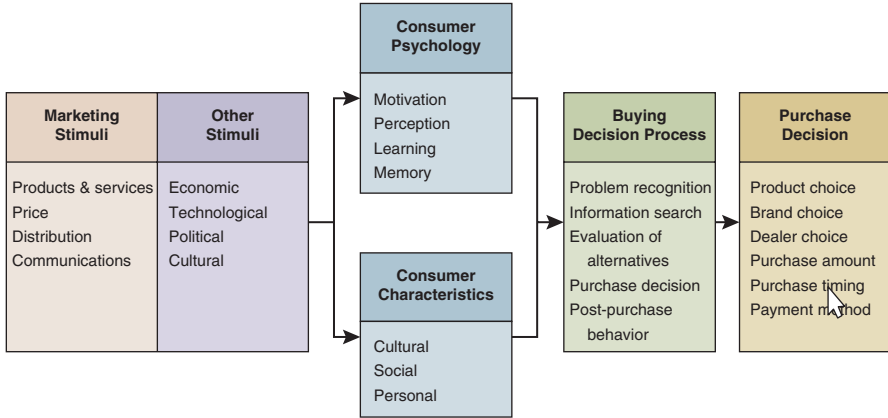 Marketing
Stimuli
Products & services
Price
Distribution
Communications
Other
Stimuli
Economic
Technological
Political
Cultural
Consumer
Psychology
Motivation
Perception
Learning
Memory
Consumer
Characteristics
Cultural
Social
Personal
Buying
Decision Process
Problem recognition
Information search
Evaluation of
alternatives
Purchase decision
Post-purchase
behavior
Purchase
Decision
Product choice
Brand choice
Dealer choice
Purchase amount
Purchase timing
Payment method